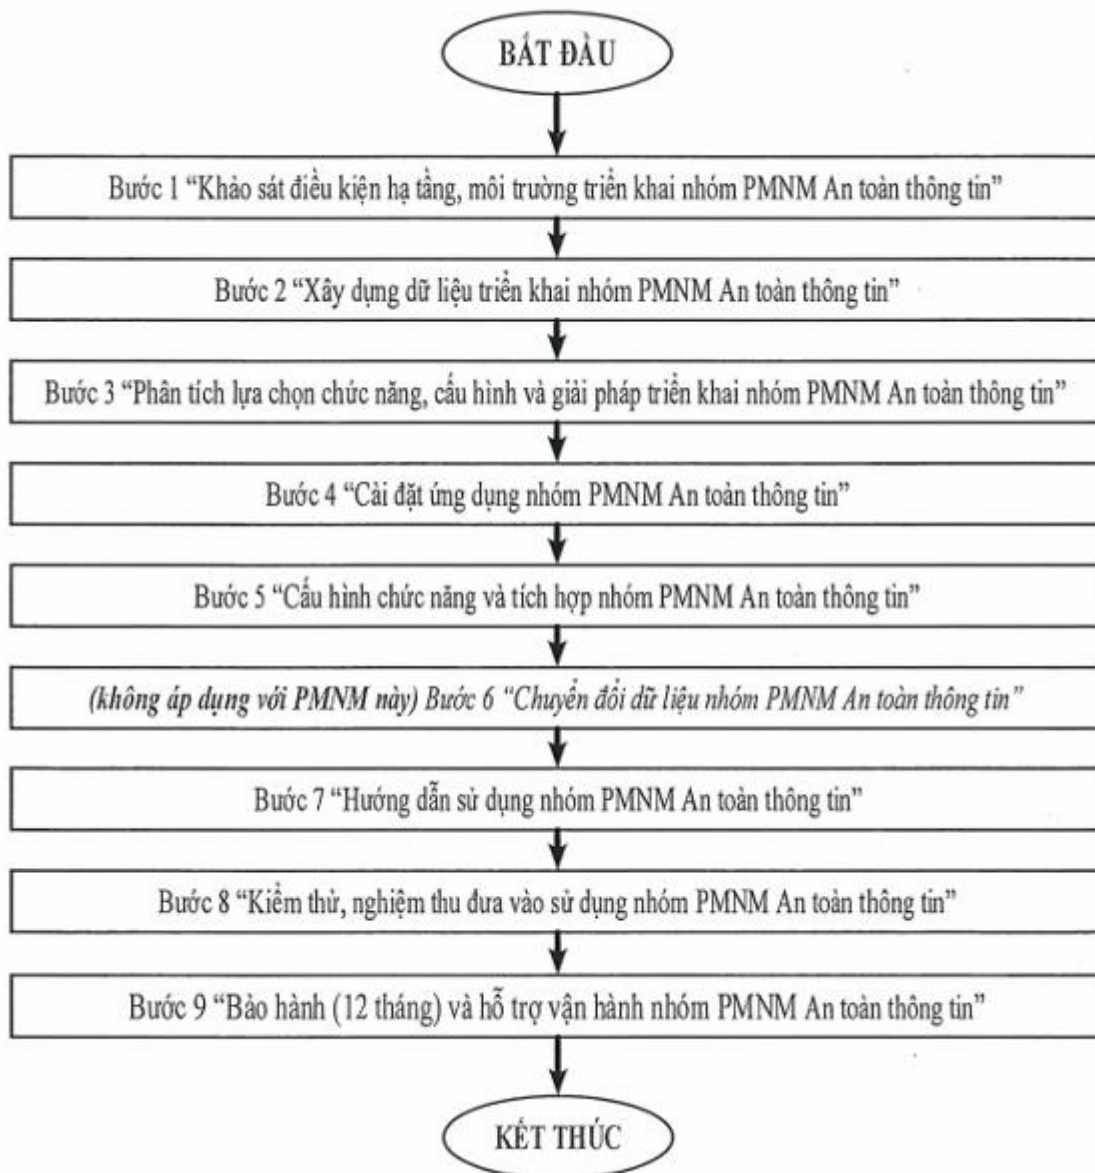 BẮT ĐẦU
Bước 1 “Khảo sát điều kiện hạ tầng, môi trường triển khai nhóm PMNM An toàn thông tin”
Bước 2 “Xây dựng dữ liệu triển khai nhóm PMNM An toàn thông tin”
Bước 3 “Phân tích lựa chọn chức năng, cấu hình và giải pháp triển khai nhóm PMNM An toàn thông tin”
Bước 4 “Cài đặt ứng dụng nhóm PMNM An toàn thông tin”
Bước 5 “Cấu hình chức năng và tích hợp nhóm PMNM An toàn thông tin”
(không áp dụng với PMNM này) Bước 6 “Chuyển đổi dữ liệu nhóm PMNM An toàn thông tin”
Bước 7 “Hướng dẫn sử dụng nhóm PMNM An toàn thông tin”
Bước 8 “Kiểm thử, nghiệm thu đưa vào sử dụng nhóm PMNM An toàn thông tin”
Bước 9 “Bảo hành (12 tháng) và hỗ trợ vận hành nhóm PMNM An toàn thông tin”
KẾT THÚC